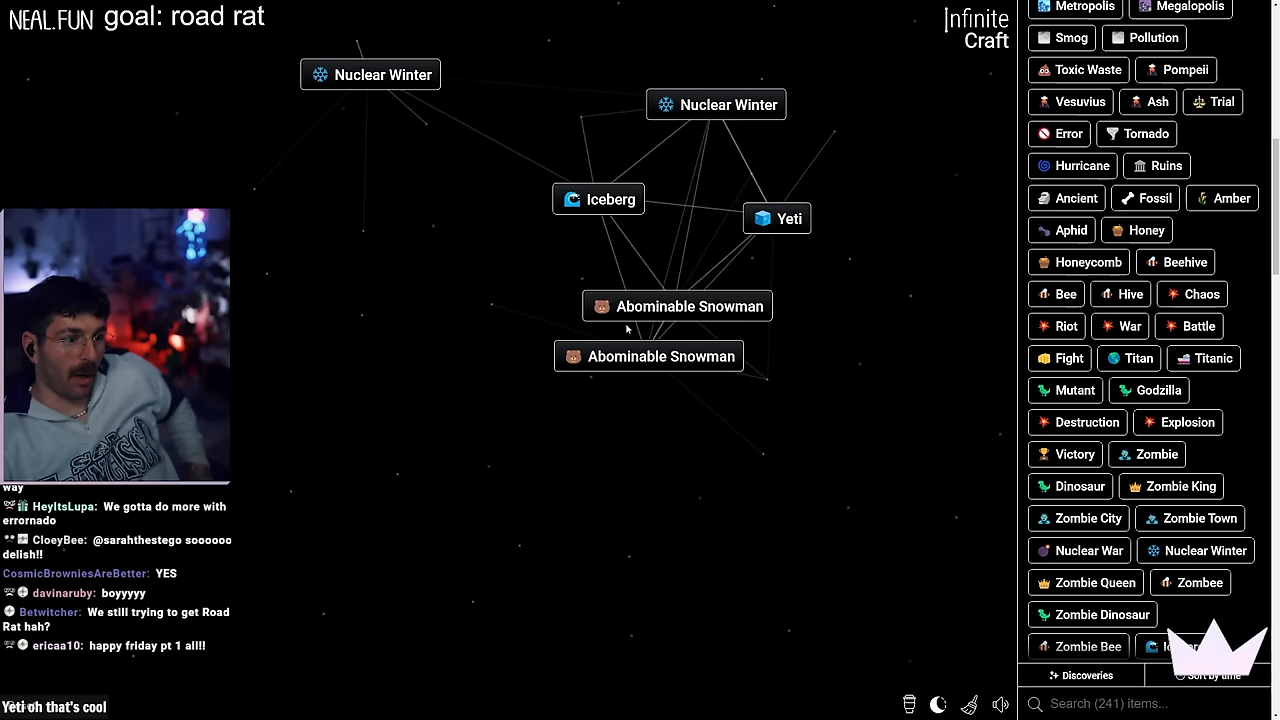 NEAL.FUN goal: road rat
Infinite
Craft
Nuclear Winter
Nuclear Winter
Iceberg
Yeti
Abominable Snowman
Abominable Snowman
way
HeyItsLupa: We gotta do more with
errornado
CloeyBee: @sarahthestego soooooo
delish!!
CosmicBrowniesAreBetter: YES
davinaruby: boyyyyy
Betwitcher: We still trying to get Road
Rat hah?
ericaa10: happy friday pt 1 all!!
Yeti oh that's cool
Metropolis Megalopolis
Smog Pollution
Toxic Waste Pompeii
Vesuvius Ash Trial
Error Tornado
Hurricane Ruins
Ancient Fossil Amber
Aphid Honey
Honeycomb Beehive
Bee Hive Chaos
Riot War Battle
Fight Titan Titanic
Mutant Godzilla
Destruction Explosion
Victory Zombie
Dinosaur Zombie King
Zombie City Zombie Town
Nuclear War Nuclear Winter
Zombie Queen Zombee
Zombie Dinosaur
Zombie Bee
Discoveries Sort by time
Search (241) items...